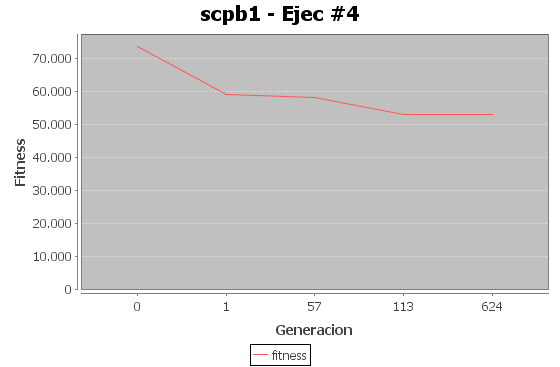 scpb1 - Ejec #4
70.000
60.000
50.000
40.000
30.000
20.000
10.000
0
Fitness
0 1 57 113 624
Generacion
fitness